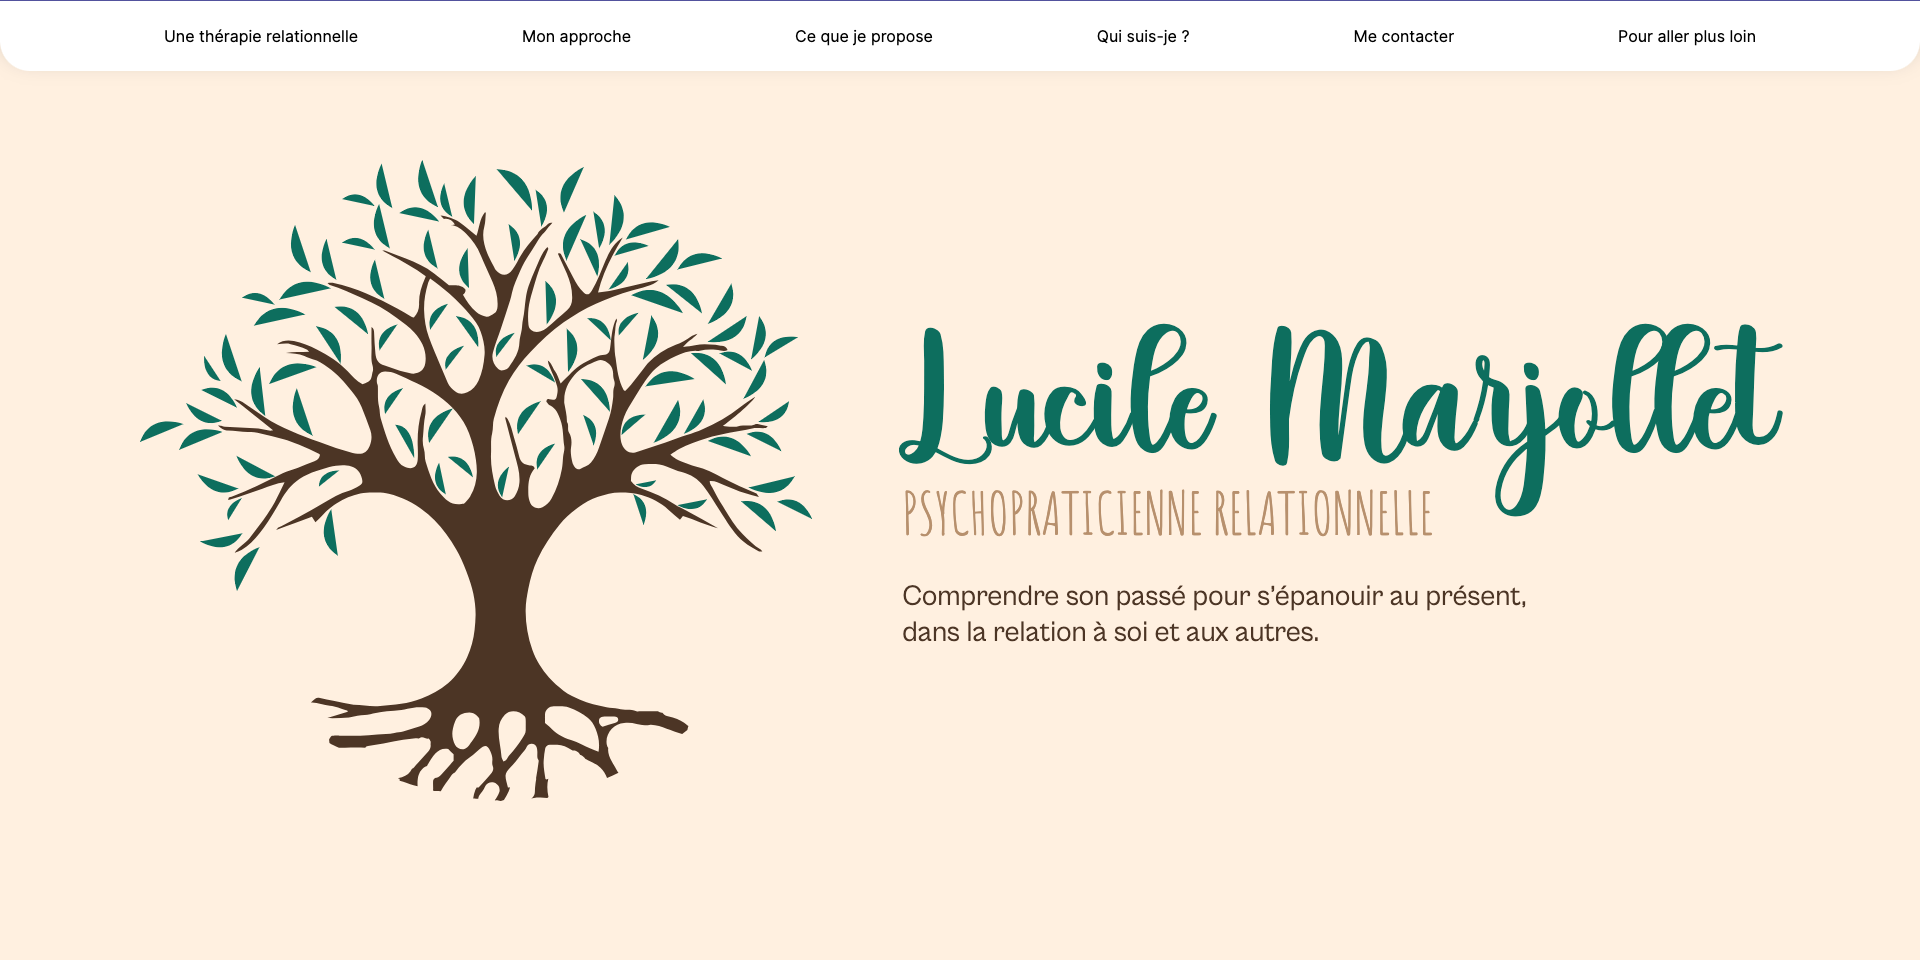 Une thérapie relationnelle
Mon approche
Ce que je propose
Qui suis-je ?
Me contacter
Pour aller plus loin
Lucile Marjollet
PSYCHOPRATICIENNE RELATIONNELLE
Comprendre son passé pour s'épanouir au présent,
dans la relation à soi et aux autres.